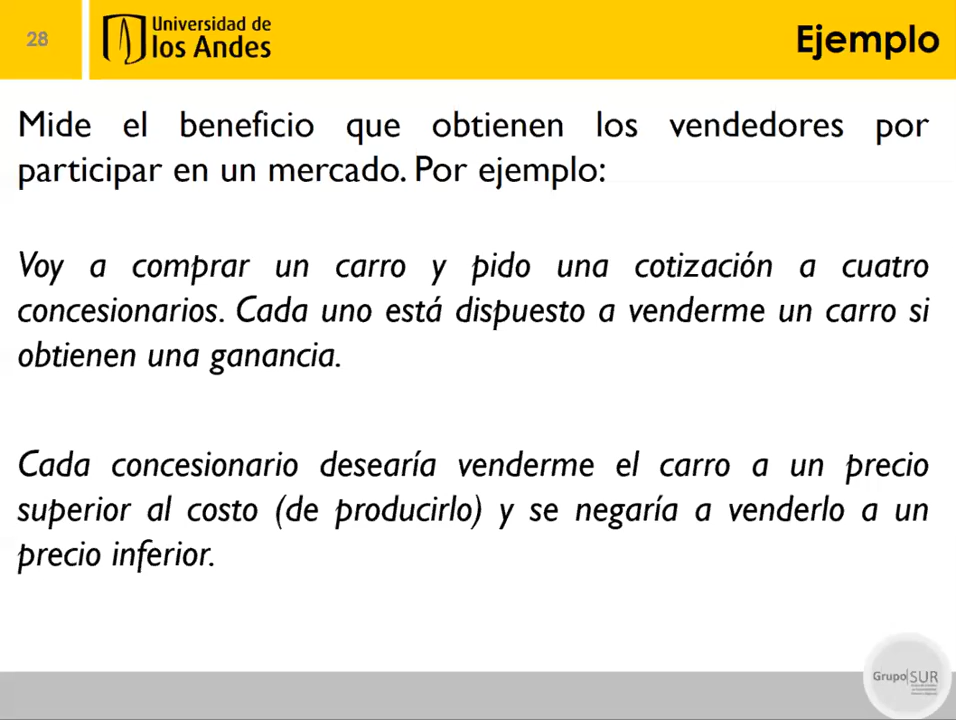 28
Universidad de
los Andes
Ejemplo
Mide el beneficio que obtienen los vendedores por
participar en un mercado. Por ejemplo:
Voy a comprar un carro y pido una cotización a cuatro
concesionarios. Cada uno está dispuesto a venderme un carro si
obtienen una ganancia.
Cada concesionario desearía venderme el carro a un precio
superior al costo (de producirlo) y se negaría a venderlo a un
precio inferior.
Grupo|SUR